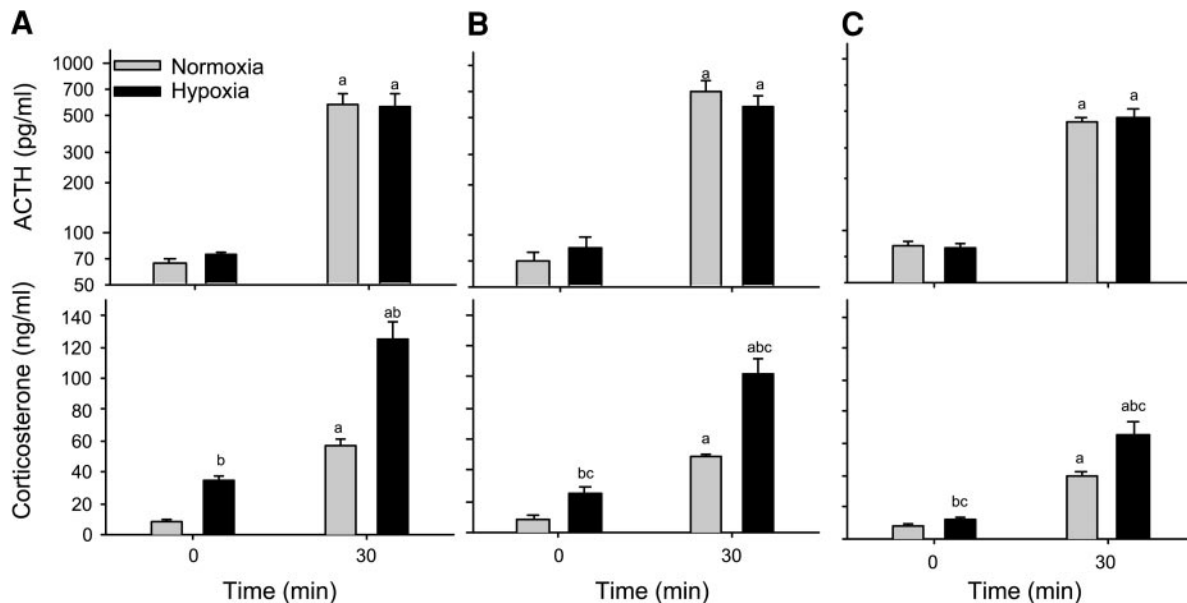 A
B
C
Normoxia
Hypoxia
ACTH (pg/ml)
1000
700
500
300
200
100
70
50
a a
a a
a a
Corticosterone (ng/ml)
140
120
100
80
60
40
20
0
b a ab
bc a abc
bc a abc
0 30
0 30
0 30
Time (min)
Time (min)
Time (min)